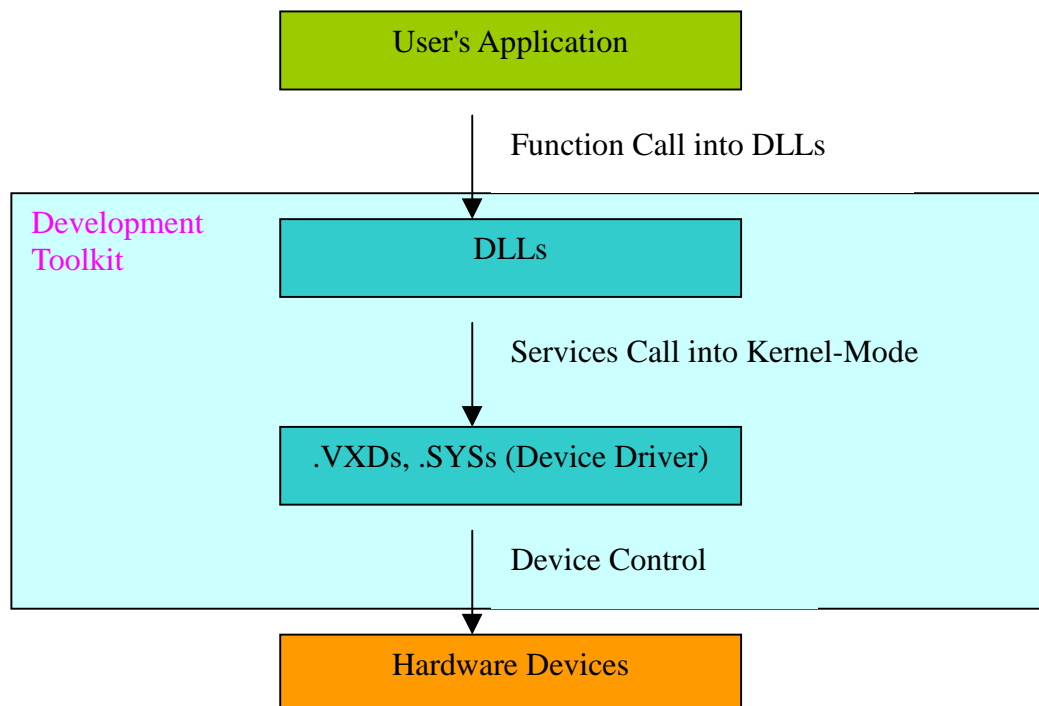 User's Application
Function Call into DLLs
Development
Toolkit
DLLs
Services Call into Kernel-Mode
.VXDs, .SYSs (Device Driver)
Device Control
Hardware Devices